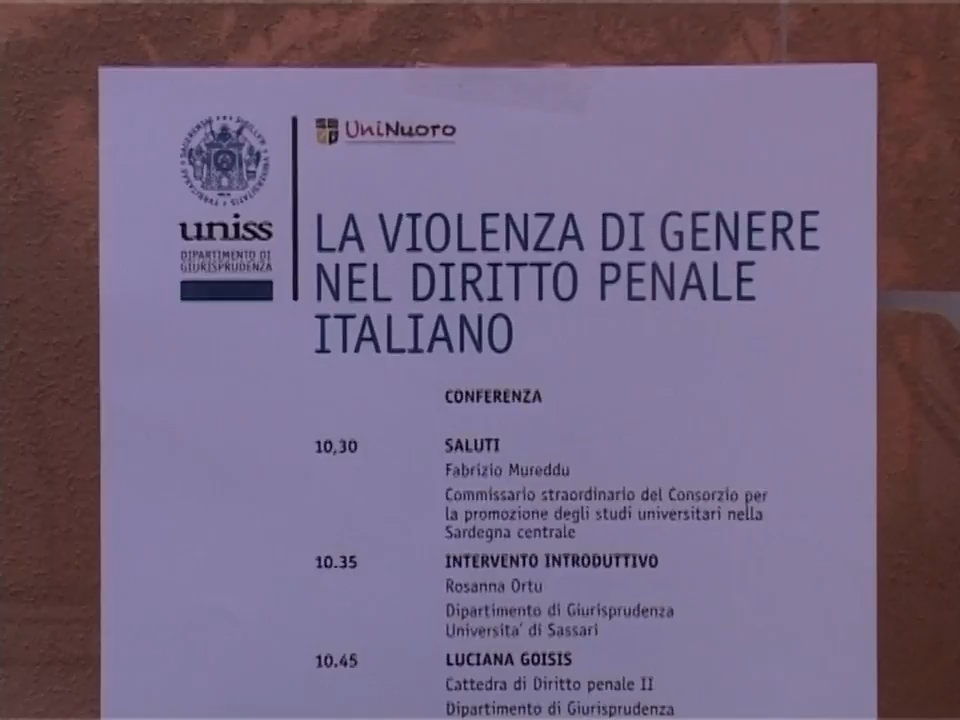 UniNuoro
uniss
DIPARTIMENTO DI
GIURISPRUDENZA
LA VIOLENZA DI GENERE
NEL DIRITTO PENALE
ITALIANO
CONFERENZA
10,30 SALUTI
Fabrizio Mureddu
Commissario straordinario del Consorzio per
la promozione degli studi universitari nella
Sardegna centrale
10.35 INTERVENTO INTRODUTTIVO
Rosanna Ortu
Dipartimento di Giurisprudenza
Universita' di Sassari
10.45 LUCIANA GOISIS
Cattedra di Diritto penale II
Dipartimento di Giurisprudenza